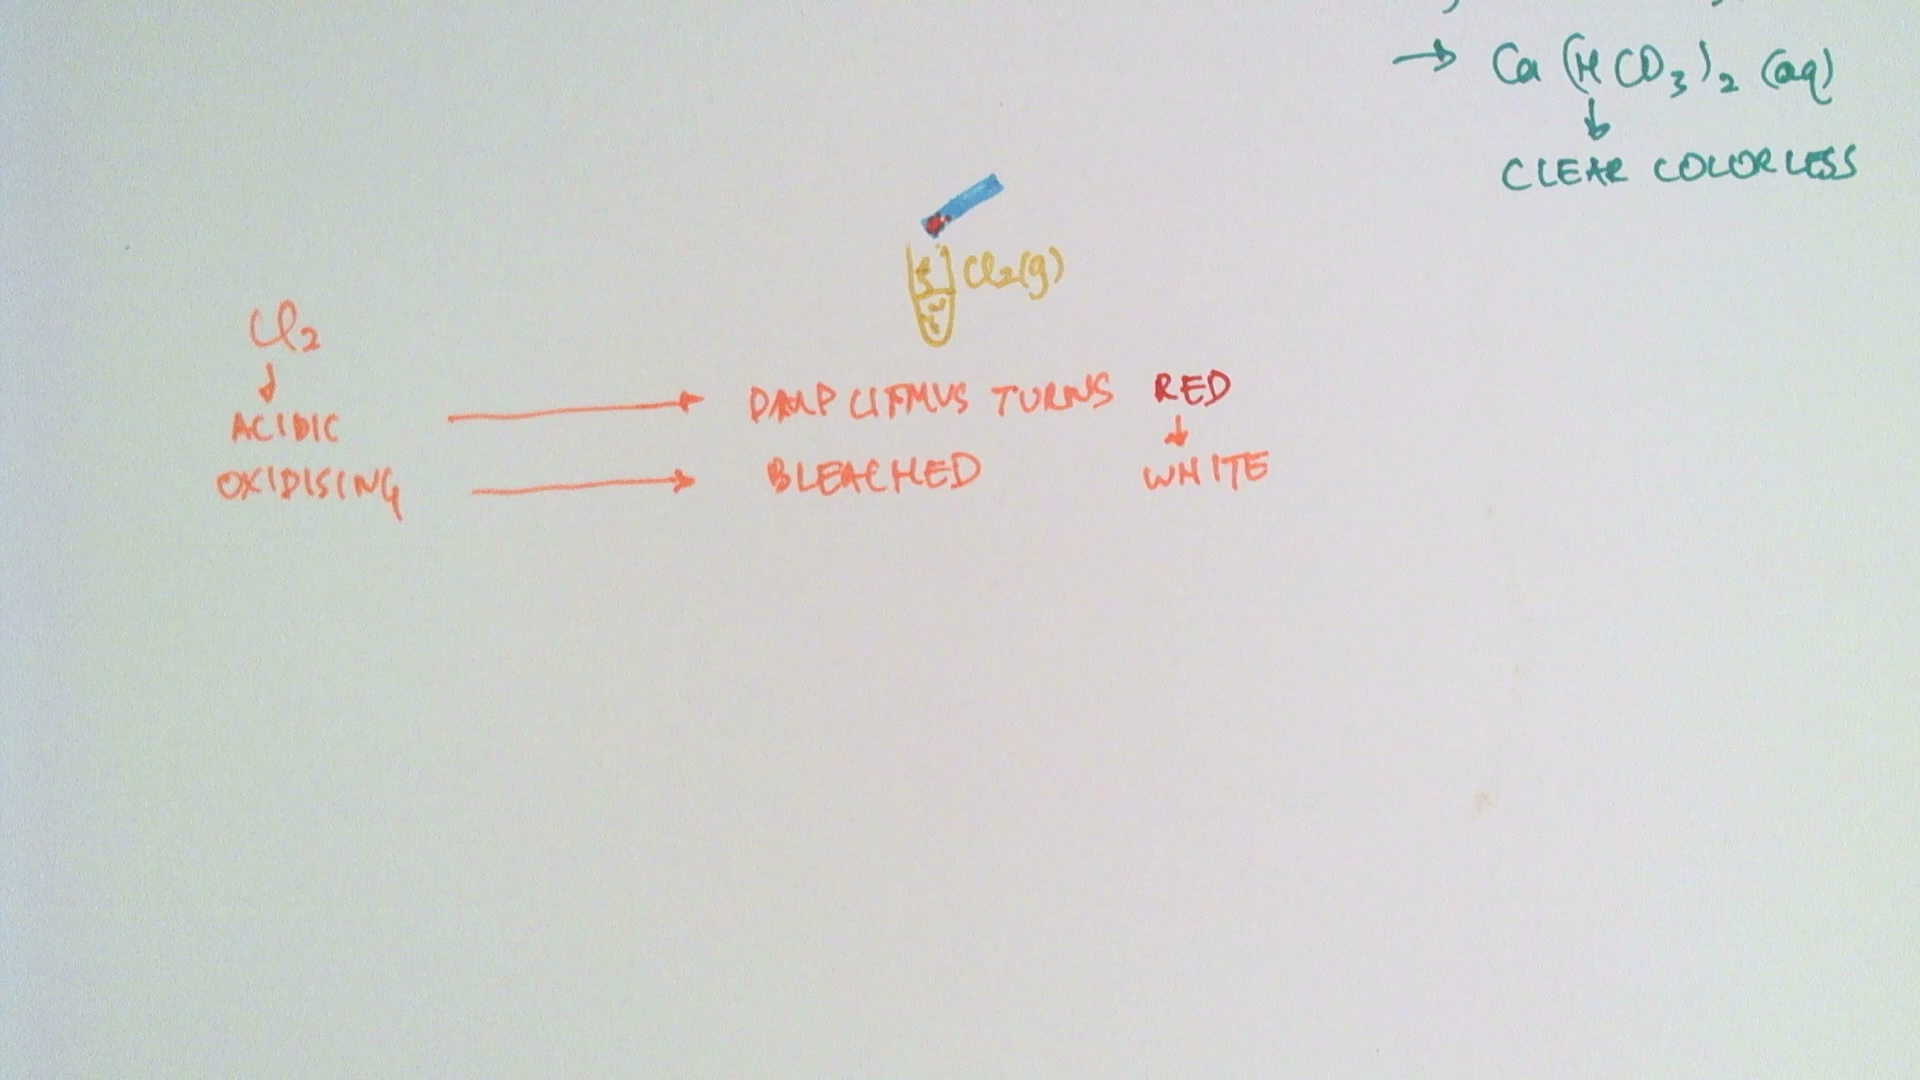 → Ca (HCO₃)₂ (aq)
↓
CLEAR COLORLESS
Cl₂(g)
Cl₂
↓
ACIDIC → DAMP LITMUS TURNS RED
↓
OXIDISING → BLEACHED WHITE